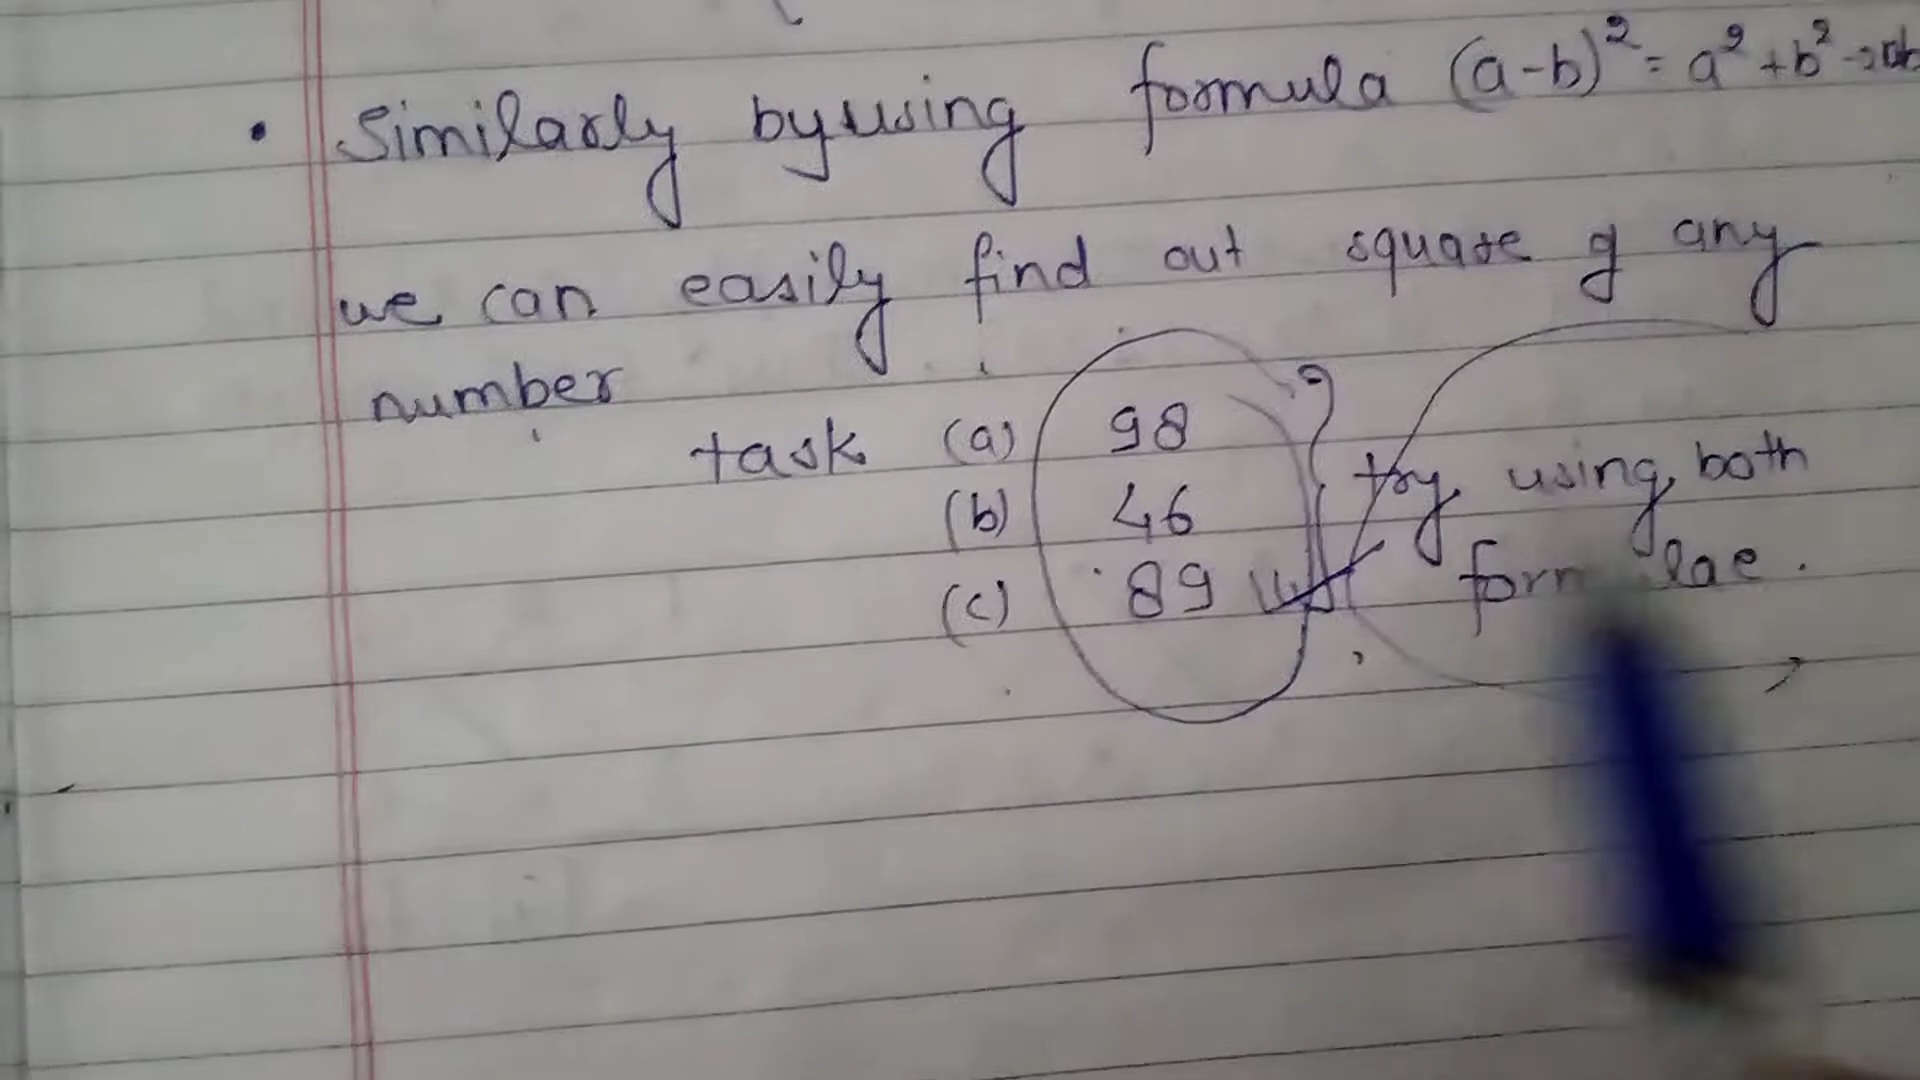 • Similarly by using formula (a-b)² = a² + b² - 2ab
we can easily find out square of any
number
task (a) 98
(b) 46 try using both
(c) 89 formulae.